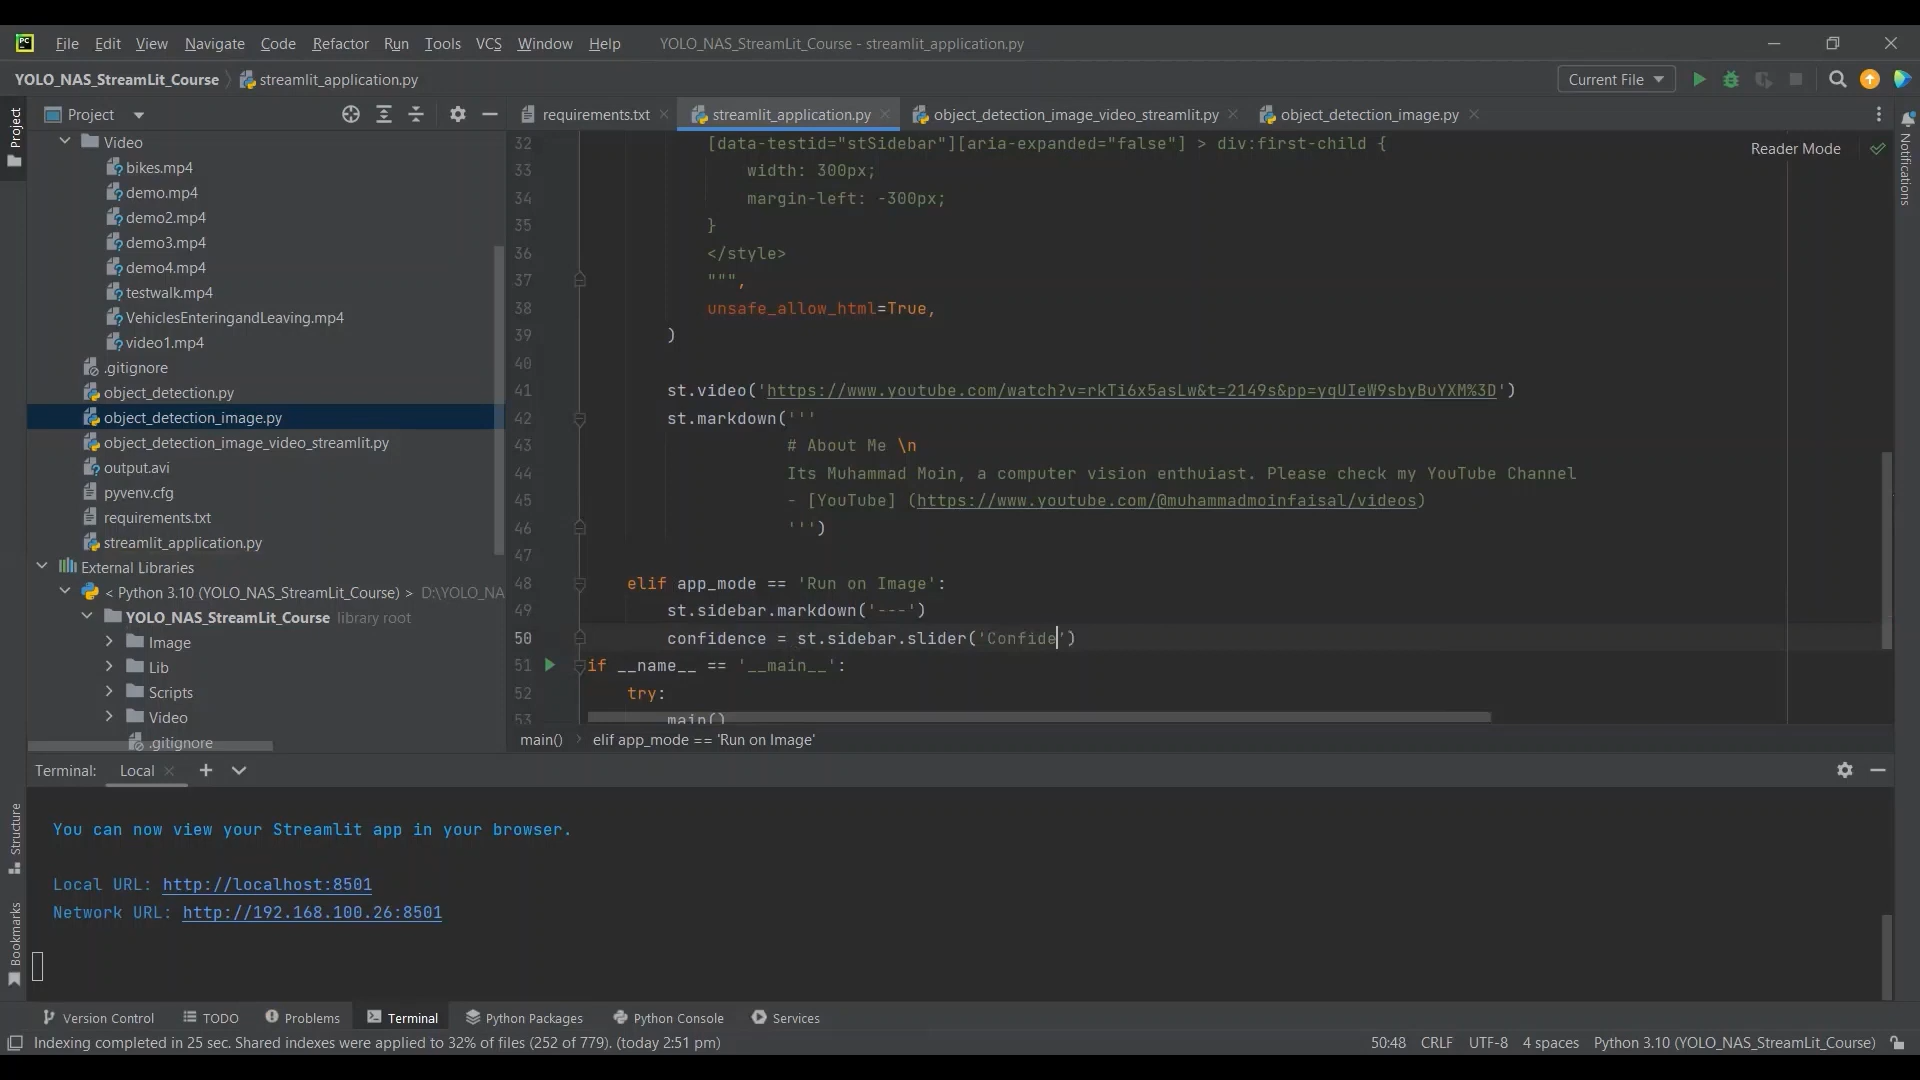 File Edit View Navigate Code Refactor Run Tools VCS Window Help YOLO_NAS_StreamLit_Course - streamlit_application.py
YOLO_NAS_StreamLit_Course streamlit_application.py Current File
Project
Project
requirements.txt streamlit_application.py object_detection_image_video_streamlit.py object_detection_image.py
Notifications
Reader Mode
Video
bikes.mp4
demo.mp4
demo2.mp4
demo3.mp4
demo4.mp4
testwalk.mp4
VehiclesEnteringandLeaving.mp4
video1.mp4
.gitignore
object_detection.py
object_detection_image.py
object_detection_image_video_streamlit.py
output.avi
pyvenv.cfg
requirements.txt
streamlit_application.py
External Libraries
< Python 3.10 (YOLO_NAS_StreamLit_Course) > D:\YOLO_NA
YOLO_NAS_StreamLit_Course library root
Image
Lib
Scripts
Video
.gitignore
32 [data-testid="stSidebar"][aria-expanded="false"] > div:first-child {
33 width: 300px;
34 margin-left: -300px;
35 }
36 </style>
37 """,
38 unsafe_allow_html=True,
39 )
40
41 st.video('https://www.youtube.com/watch?v=rkTi6x5asLw&t=2149s&pp=ygUIeW9sbyBuYXM%3D')
42 st.markdown('''
43 # About Me \n
44 Its Muhammad Moin, a computer vision enthuiast. Please check my YouTube Channel
45 - [YouTube] (https://www.youtube.com/@muhammadmoinfaisal/videos)
46 ''')
47
48 elif app_mode == 'Run on Image':
49 st.sidebar.markdown('---')
50 confidence = st.sidebar.slider('Confide')
51 if __name__ == '__main__':
52 try:
53 main()
main() elif app_mode == 'Run on Image'
Terminal: Local
You can now view your Streamlit app in your browser.
Local URL: http://localhost:8501
Network URL: http://192.168.100.26:8501
Structure
Bookmarks
Version Control TODO Problems Terminal Python Packages Python Console Services
Indexing completed in 25 sec. Shared indexes were applied to 32% of files (252 of 779). (today 2:51 pm) 50:48 CRLF UTF-8 4 spaces Python 3.10 (YOLO_NAS_StreamLit_Course)